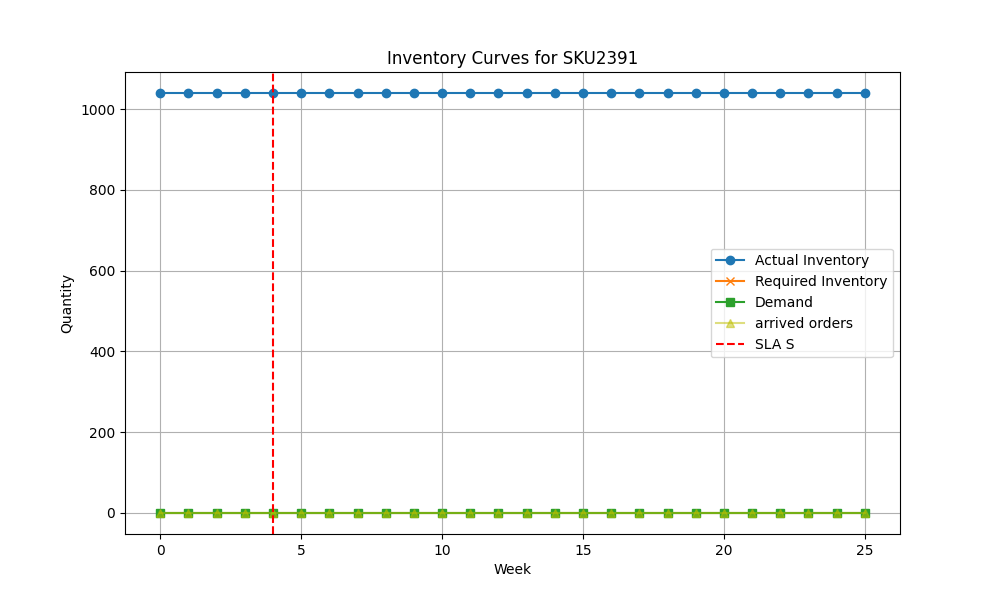 Inventory Curves for SKU2391
Quantity
1000
800
600
400
200
0
Actual Inventory
Required Inventory
Demand
arrived orders
SLA S
0 5 10 15 20 25
Week